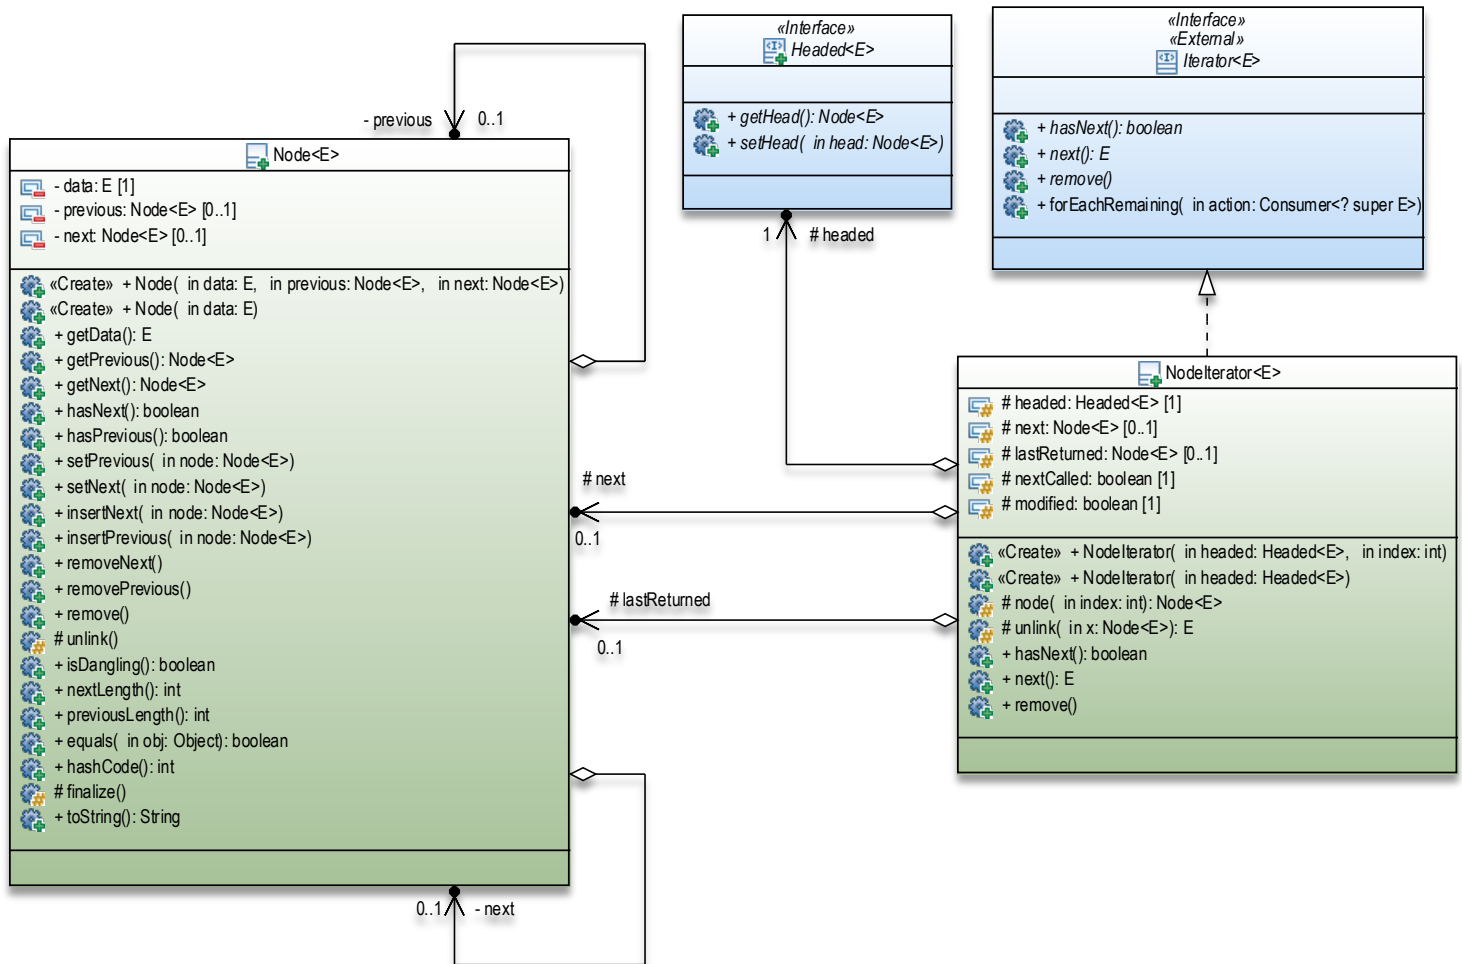 - previous
0..1
Node<E>
- data: E [1]
- previous: Node<E> [0..1]
- next: Node<E> [0..1]
«Create» + Node( in data: E, in previous: Node<E>, in next: Node<E>)
«Create» + Node( in data: E)
+ getData(): E
+ getPrevious(): Node<E>
+ getNext(): Node<E>
+ hasNext(): boolean
+ hasPrevious(): boolean
+ setPrevious( in node: Node<E>)
+ setNext( in node: Node<E>)
+ insertNext( in node: Node<E>)
+ insertPrevious( in node: Node<E>)
+ removeNext()
+ removePrevious()
+ remove()
# unlink()
+ isDangling(): boolean
+ nextLength(): int
+ previousLength(): int
+ equals( in obj: Object): boolean
+ hashCode(): int
# finalize()
+ toString(): String
0..1
- next
«Interface»
Headed<E>
+ getHead(): Node<E>
+ setHead( in head: Node<E>)
1
# headed
# next
0..1
# lastReturned
0..1
«Interface»
«External»
Iterator<E>
+ hasNext(): boolean
+ next(): E
+ remove()
+ forEachRemaining( in action: Consumer<? super E>)
NodeIterator<E>
# headed: Headed<E> [1]
# next: Node<E> [0..1]
# lastReturned: Node<E> [0..1]
# nextCalled: boolean [1]
# modified: boolean [1]
«Create» + NodeIterator( in headed: Headed<E>, in index: int)
«Create» + NodeIterator( in headed: Headed<E>)
# node( in index: int): Node<E>
# unlink( in x: Node<E>): E
+ hasNext(): boolean
+ next(): E
+ remove()